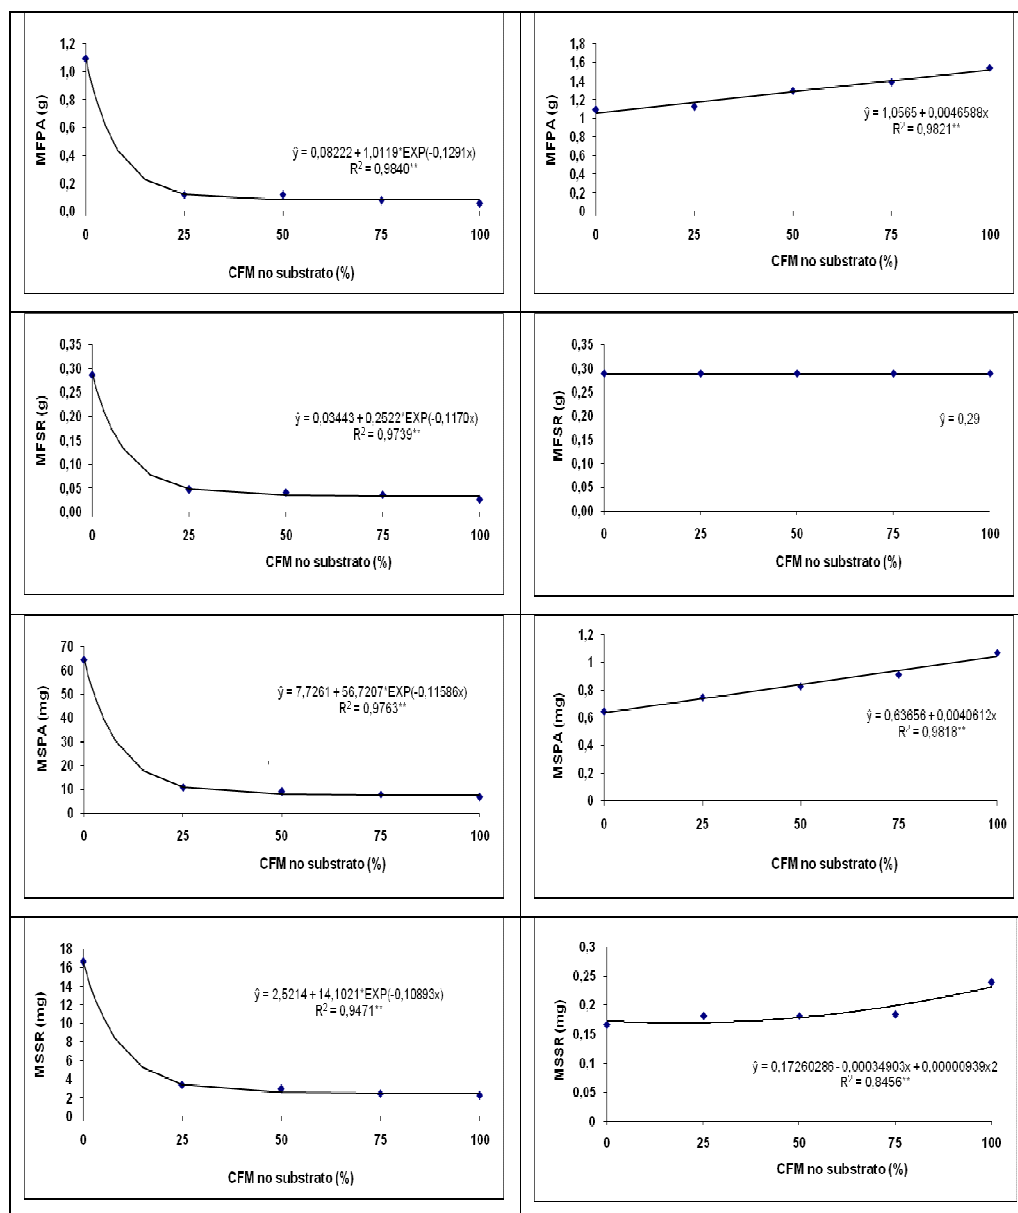 MFPA (g)
1,2
1,0
0,8
0,6
0,4
0,2
0,0
ŷ = 0,08222 + 1,0119*EXP(-0,1291x)
R2 = 0,9840**
0 25 50 75 100
CFM no substrato (%)
MFPA (g)
1,8
1,6
1,4
1,2
1
0,8
0,6
0,4
0,2
0
ŷ = 1,0565 + 0,0046588x
R2 = 0,9821**
0 25 50 75 100
CFM no substrato (%)
MFSR (g)
0,35
0,30
0,25
0,20
0,15
0,10
0,05
0,00
ŷ = 0,03443 + 0,2522*EXP(-0,1170x)
R2 = 0,9739**
0 25 50 75 100
CFM no substrato (%)
MFSR (g)
0,35
0,30
0,25
0,20
0,15
0,10
0,05
0,00
ŷ = 0,29
0 25 50 75 100
CFM no substrato (%)
MSPA (mg)
70
60
50
40
30
20
10
0
ŷ = 7,7261 + 56,7207*EXP(-0,11586x)
R2 = 0,9763**
0 25 50 75 100
CFM no substrato (%)
MSPA (mg)
1,2
1
0,8
0,6
0,4
0,2
0
ŷ = 0,63656 + 0,0040612x
R2 = 0,9818**
0 25 50 75 100
CFM no substrato (%)
MSSR (mg)
18
16
14
12
10
8
6
4
2
0
ŷ = 2,5214 + 14,1021*EXP(-0,10893x)
R2 = 0,9471**
0 25 50 75 100
CFM no substrato (%)
MSSR (mg)
0,3
0,25
0,2
0,15
0,1
0,05
0
ŷ = 0,17260286 - 0,00034903x + 0,00000939x2
R2 = 0,8456**
0 25 50 75 100
CFM no substrato (%)